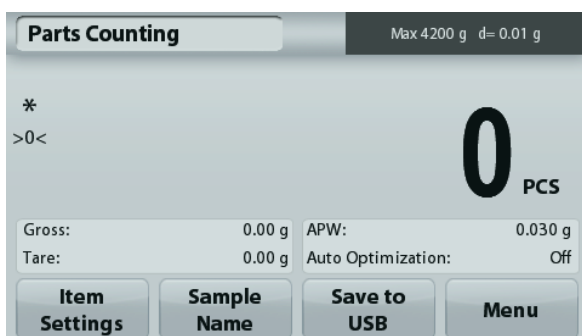 Parts Counting
Max 4200 g d= 0.01 g
*
>0<
0 PCS
Gross: 0.00 g APW: 0.030 g
Tare: 0.00 g Auto Optimization: Off
Item Settings
Sample Name
Save to USB
Menu